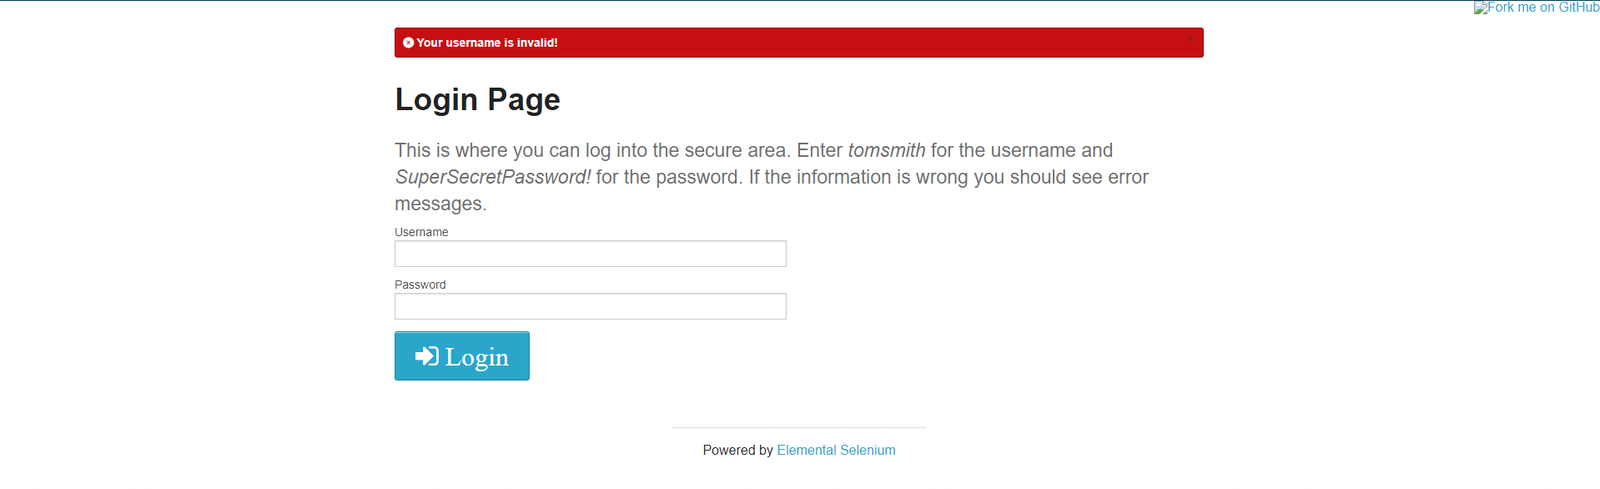 Fork me on GitHub
Your username is invalid!
Login Page
This is where you can log into the secure area. Enter tomsmith for the username and
SuperSecretPassword! for the password. If the information is wrong you should see error
messages.
Username
Password
Login
Powered by Elemental Selenium